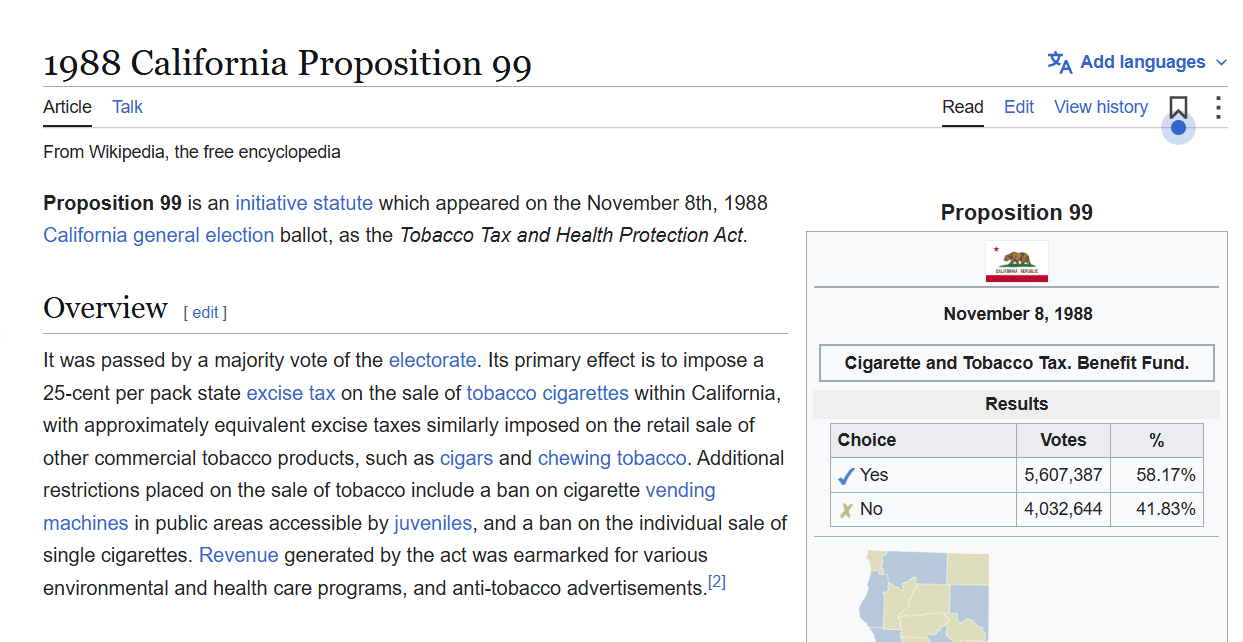 1988 California Proposition 99
Add languages
Article Talk
Read Edit View history
From Wikipedia, the free encyclopedia
Proposition 99 is an initiative statute which appeared on the November 8th, 1988
California general election ballot, as the Tobacco Tax and Health Protection Act.
Overview [ edit ]
It was passed by a majority vote of the electorate. Its primary effect is to impose a
25-cent per pack state excise tax on the sale of tobacco cigarettes within California,
with approximately equivalent excise taxes similarly imposed on the retail sale of
other commercial tobacco products, such as cigars and chewing tobacco. Additional
restrictions placed on the sale of tobacco include a ban on cigarette vending
machines in public areas accessible by juveniles, and a ban on the individual sale of
single cigarettes. Revenue generated by the act was earmarked for various
environmental and health care programs, and anti-tobacco advertisements.[2]
Proposition 99
CALIFORNIA REPUBLIC
November 8, 1988
Cigarette and Tobacco Tax. Benefit Fund.
Results
Choice Votes %
Yes 5,607,387 58.17%
No 4,032,644 41.83%